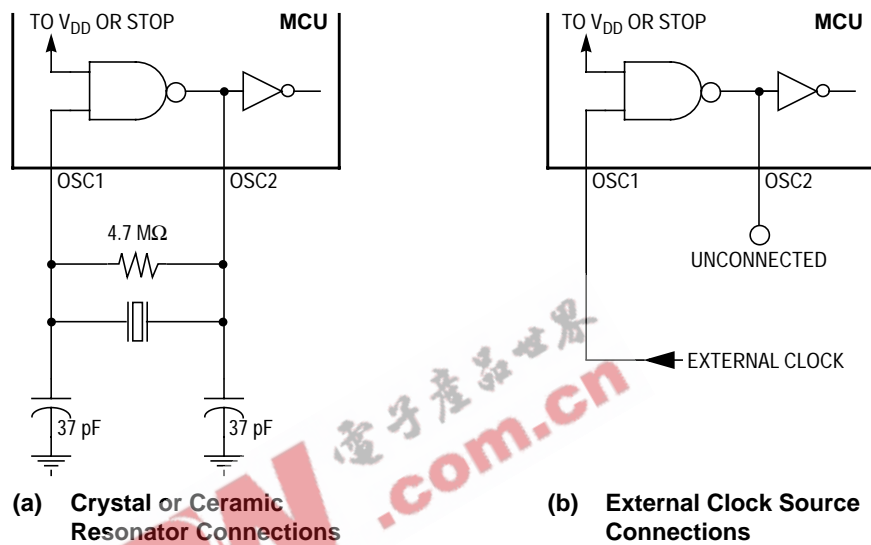 TO VDD OR STOP
MCU
OSC1
OSC2
4.7 MΩ
37 pF
37 pF
(a) Crystal or Ceramic
Resonator Connections
TO VDD OR STOP
MCU
OSC1
OSC2
UNCONNECTED
EXTERNAL CLOCK
(b) External Clock Source
Connections
電子產品世界
.com.cn